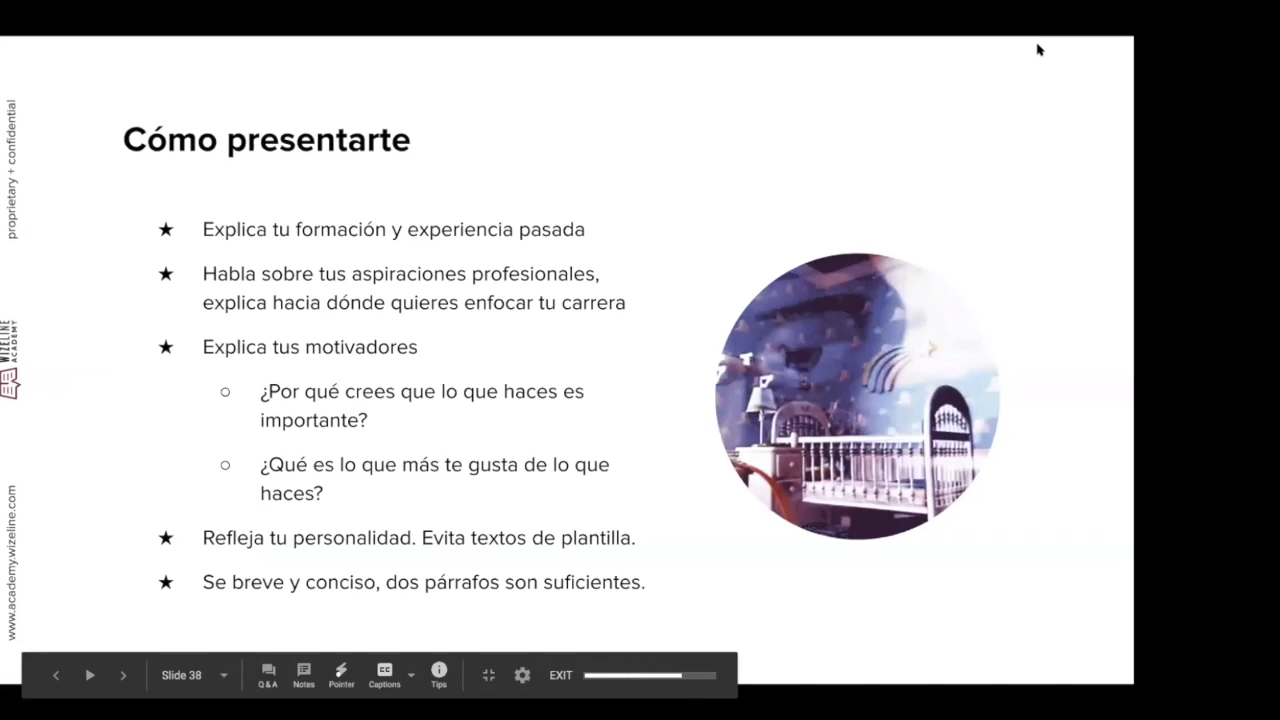 proprietary + confidential
WIZELINE
ACADEMY
www.academy.wizeline.com
Cómo presentarte
★ Explica tu formación y experiencia pasada
★ Habla sobre tus aspiraciones profesionales,
explica hacia dónde quieres enfocar tu carrera
★ Explica tus motivadores
○ ¿Por qué crees que lo que haces es
importante?
○ ¿Qué es lo que más te gusta de lo que
haces?
★ Refleja tu personalidad. Evita textos de plantilla.
★ Se breve y conciso, dos párrafos son suficientes.
Slide 38
Q & A
Notes
Pointer
CC
Captions
Tips
EXIT